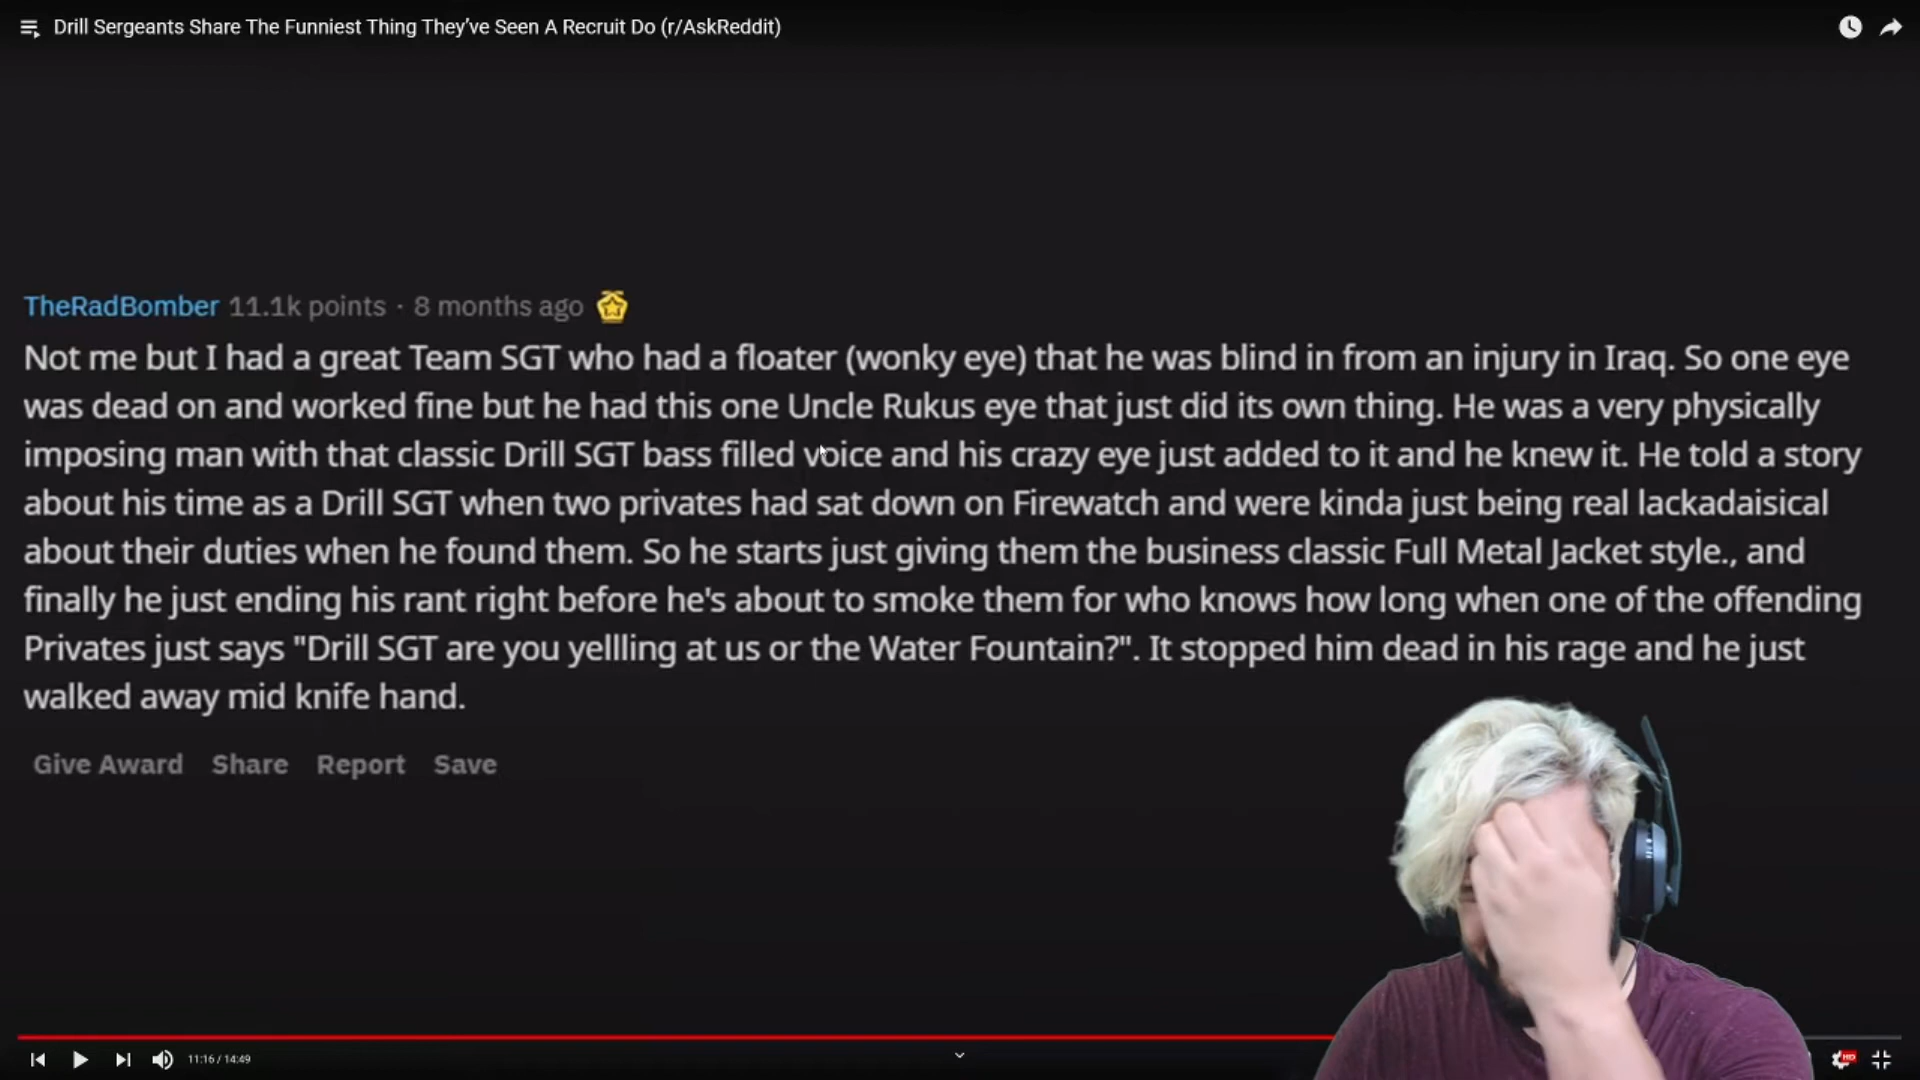 Drill Sergeants Share The Funniest Thing They’ve Seen A Recruit Do (r/AskReddit)
TheRadBomber 11.1k points · 8 months ago
Not me but I had a great Team SGT who had a floater (wonky eye) that he was blind in from an injury in Iraq. So one eye
was dead on and worked fine but he had this one Uncle Rukus eye that just did its own thing. He was a very physically
imposing man with that classic Drill SGT bass filled voice and his crazy eye just added to it and he knew it. He told a story
about his time as a Drill SGT when two privates had sat down on Firewatch and were kinda just being real lackadaisical
about their duties when he found them. So he starts just giving them the business classic Full Metal Jacket style., and
finally he just ending his rant right before he's about to smoke them for who knows how long when one of the offending
Privates just says "Drill SGT are you yellling at us or the Water Fountain?". It stopped him dead in his rage and he just
walked away mid knife hand.
Give Award Share Report Save
11:16 / 14:49
HD